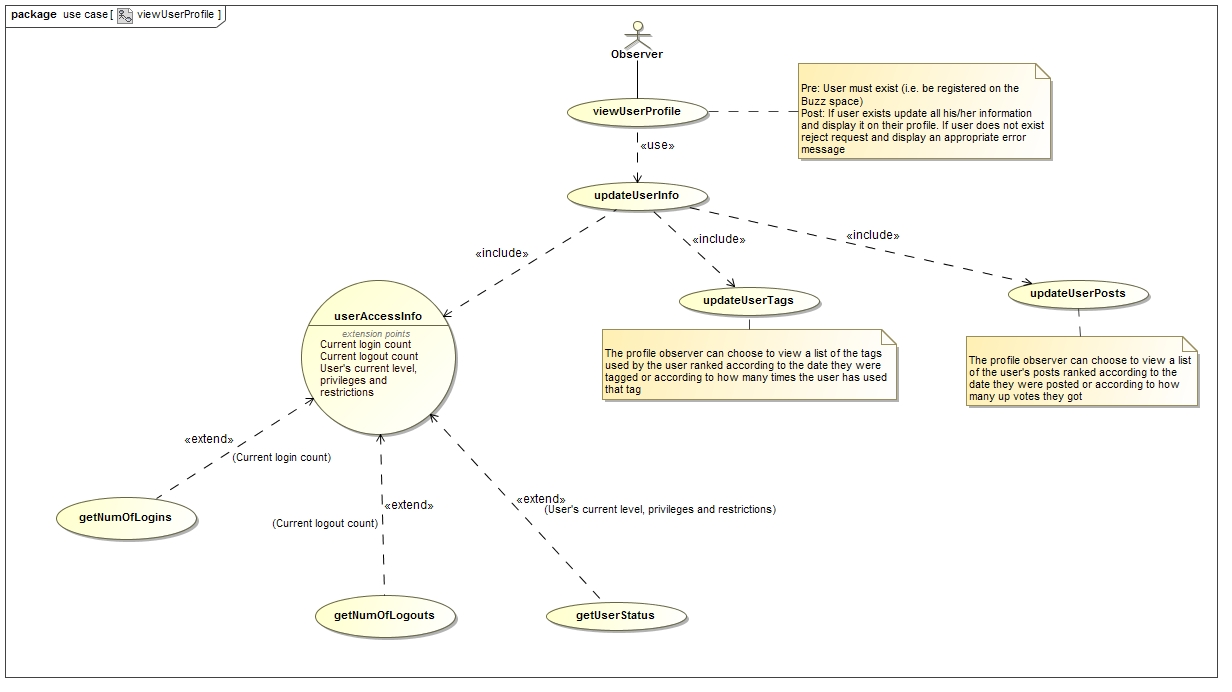 package use case [ viewUserProfile ]
Observer
viewUserProfile
Pre: User must exist (i.e. be registered on the
Buzz space)
Post: If user exists update all his/her information
and display it on their profile. If user does not exist
reject request and display an appropriate error
message
«use»
updateUserInfo
«include»
«include»
«include»
userAccessInfo
extension points
Current login count
Current logout count
User's current level,
privileges and
restrictions
updateUserTags
The profile observer can choose to view a list of the tags
used by the user ranked according to the date they were
tagged or according to how many times the user has used
that tag
updateUserPosts
The profile observer can choose to view a list
of the user's posts ranked according to the
date they were posted or according to how
many up votes they got
«extend»
(Current login count)
«extend»
(Current logout count)
«extend»
(User's current level, privileges and restrictions)
getNumOfLogins
getNumOfLogouts
getUserStatus